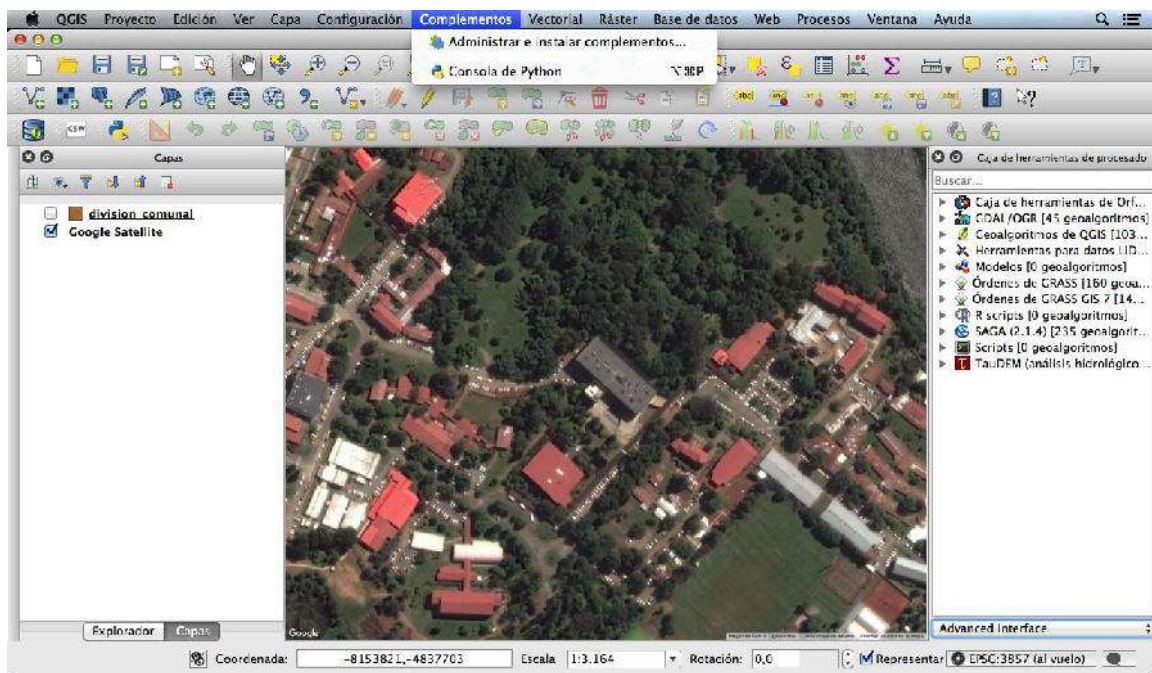 QGIS Proyecto Edición Ver Capa Configuración Complementos Vectorial Ráster Base de datos Web Procesos Ventana Ayuda
Administrar e instalar complementos...
Consola de Python ⌥⌘P
Capas
Caja de herramientas de procesado
Buscar...
division comunal
Google Satellite
Caja de herramientas de Orf...
GDAL/OGR [45 geoalgoritmos]
Geoalgoritmos de QGIS [103...
Herramientas para datos LID...
Modelos [0 geoalgoritmos]
Órdenes de GRASS [160 geoa...
Órdenes de GRASS GIS 7 [14...
R scripts [0 geoalgoritmos]
SAGA (2.1.4) [235 geoalgorit...
Scripts [0 geoalgoritmos]
TauDEM (análisis hidrológico...
Google
Explorador Capas
Advanced Interface
Coordenada: -8153821,-4837703 Escala 1:3.164 Rotación: 0,0 Representar EPSG:3857 (al vuelo)